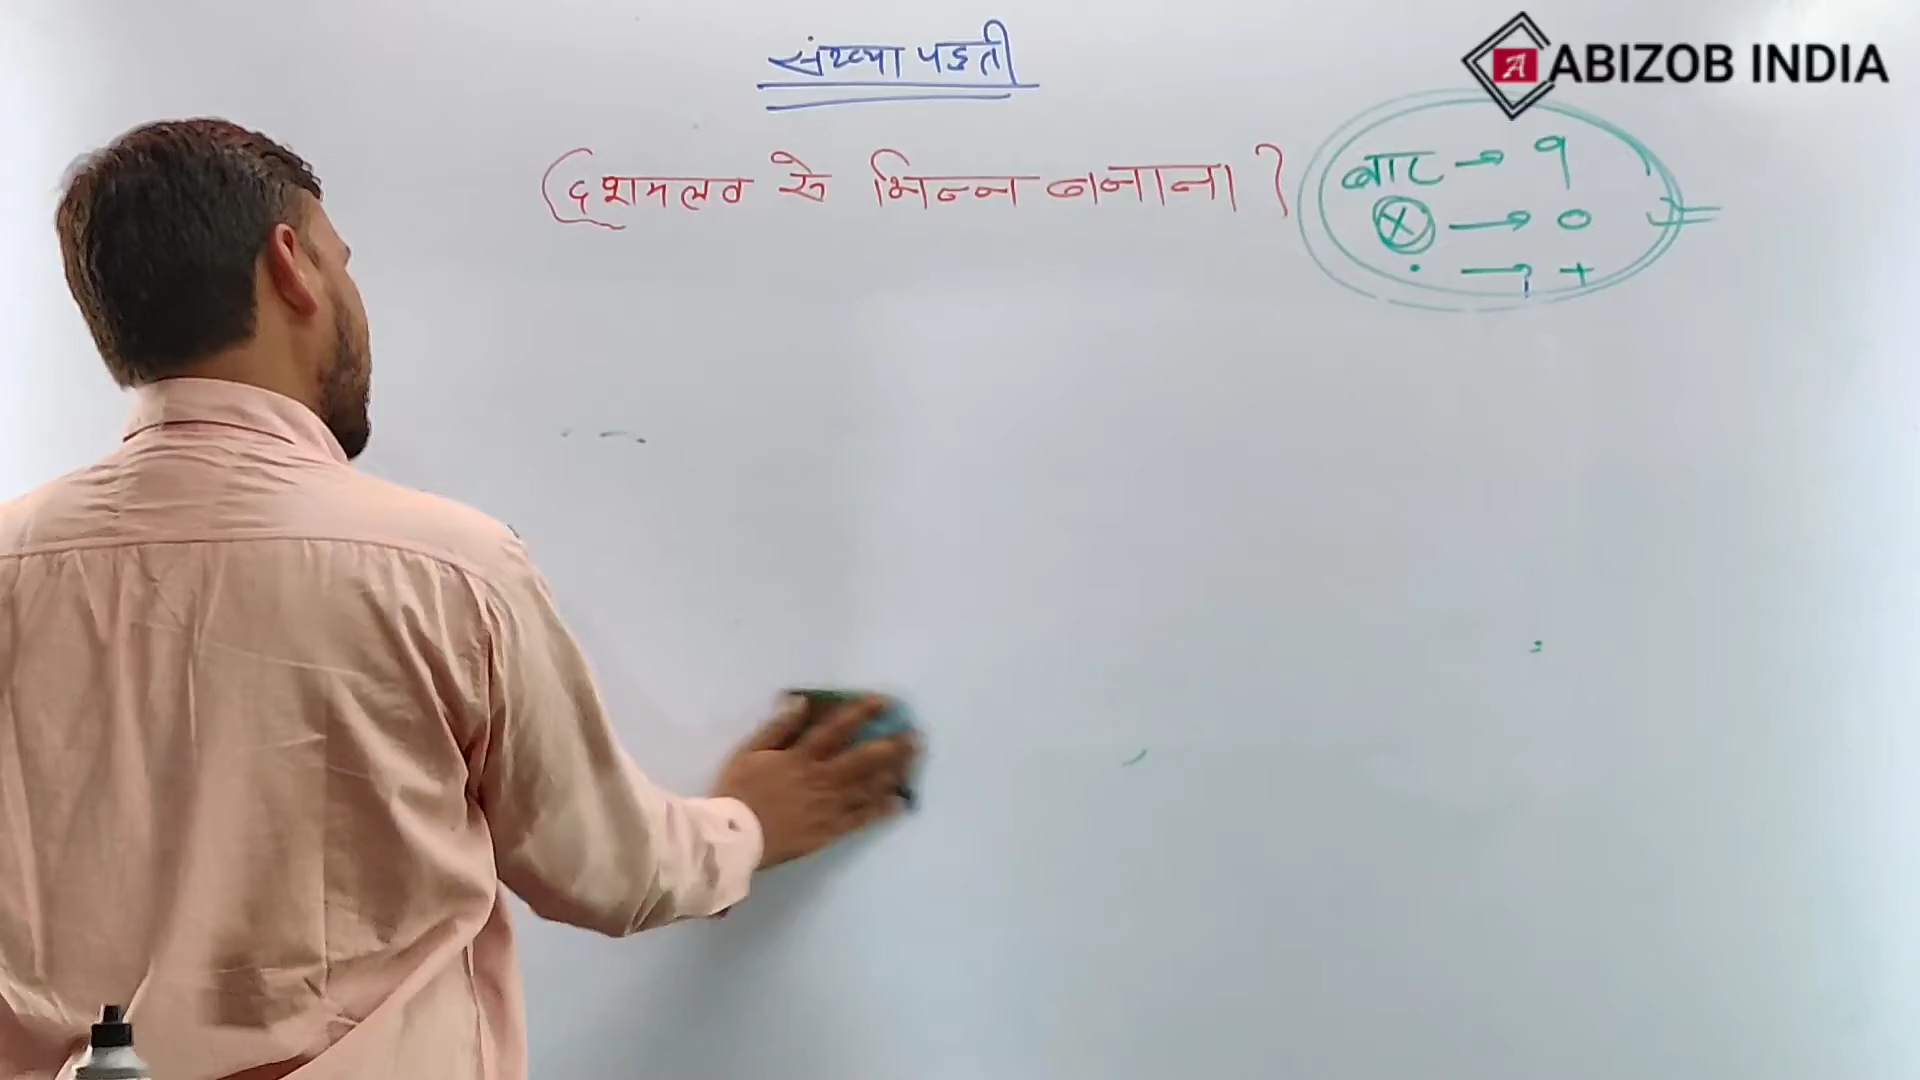 संख्या पद्धती
ABIZOB INDIA
(दशमलव से भिन्न बनाना)
बार → 9
× → 0
. → +